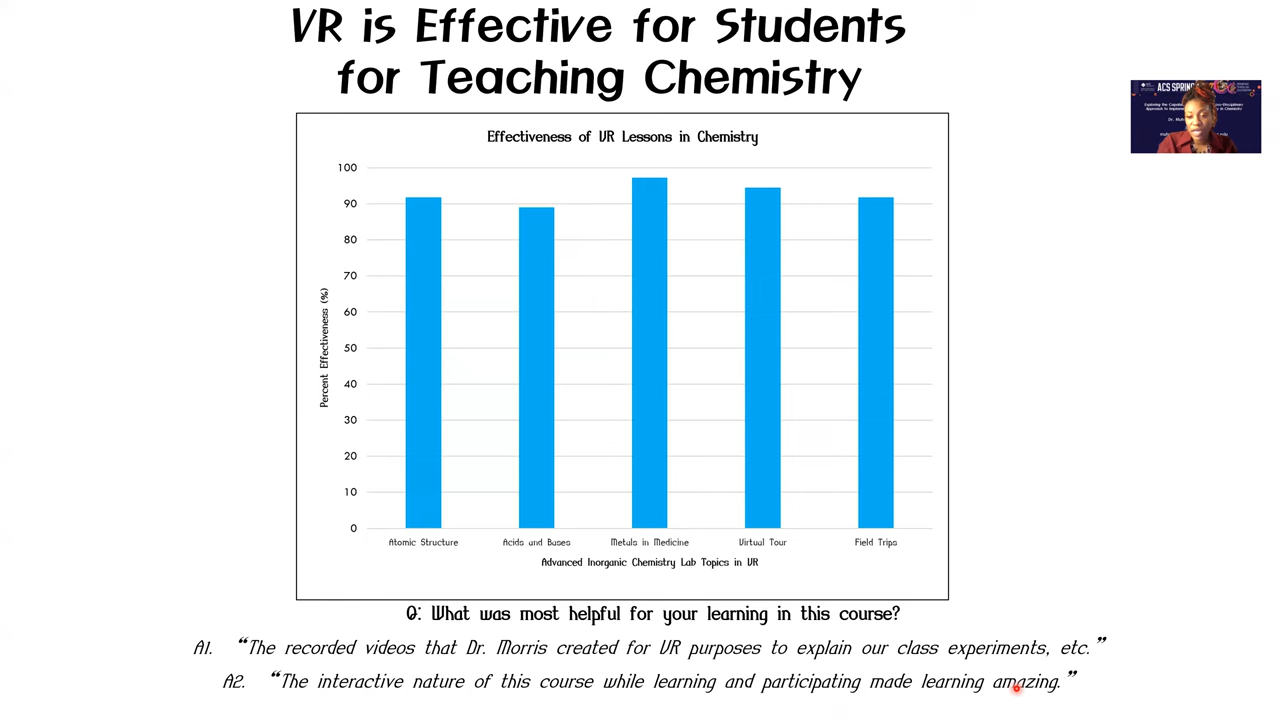 VR is Effective for Students
for Teaching Chemistry
Effectiveness of VR Lessons in Chemistry
100
90
80
70
60
50
40
30
20
10
0
Percent Effectiveness (%)
Atomic Structure
Acids and Bases
Metals in Medicine
Virtual Tour
Field Trips
Advanced Inorganic Chemistry Lab Topics in VR
Q: What was most helpful for your learning in this course?
A1. “The recorded videos that Dr. Morris created for VR purposes to explain our class experiments, etc.”
A2. “The interactive nature of this course while learning and participating made learning amazing.”
ACS SPRING